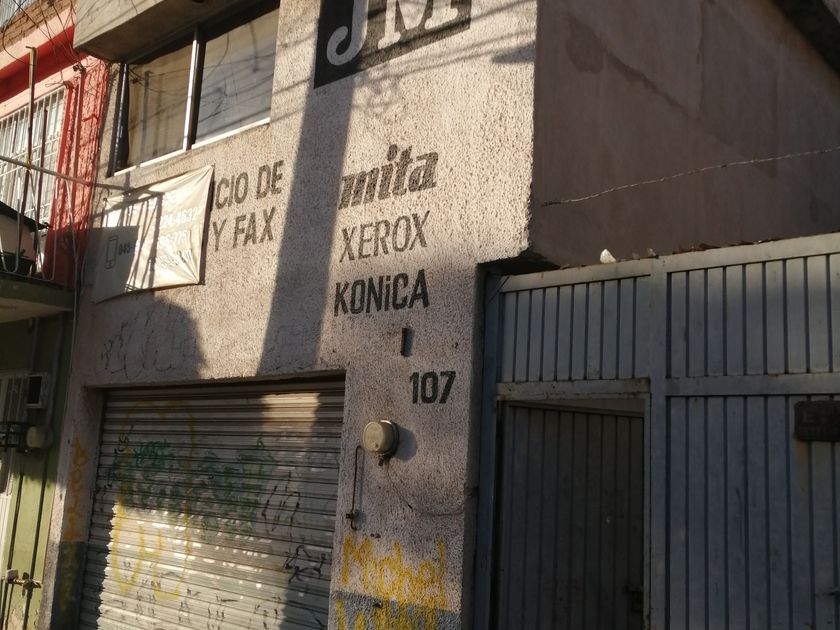 JM
CIO DE
Y FAX
mita
XEROX
KONiCA
107
Michel